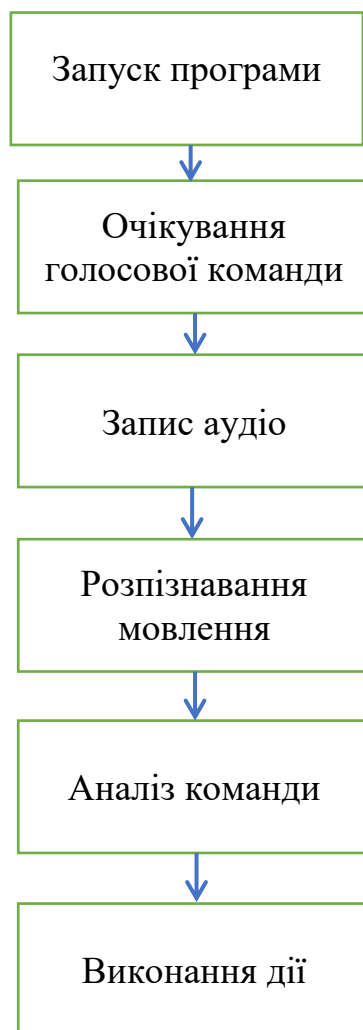 Запуск програми
Очікування
голосової команди
Запис аудіо
Розпізнавання
мовлення
Аналіз команди
Виконання дії